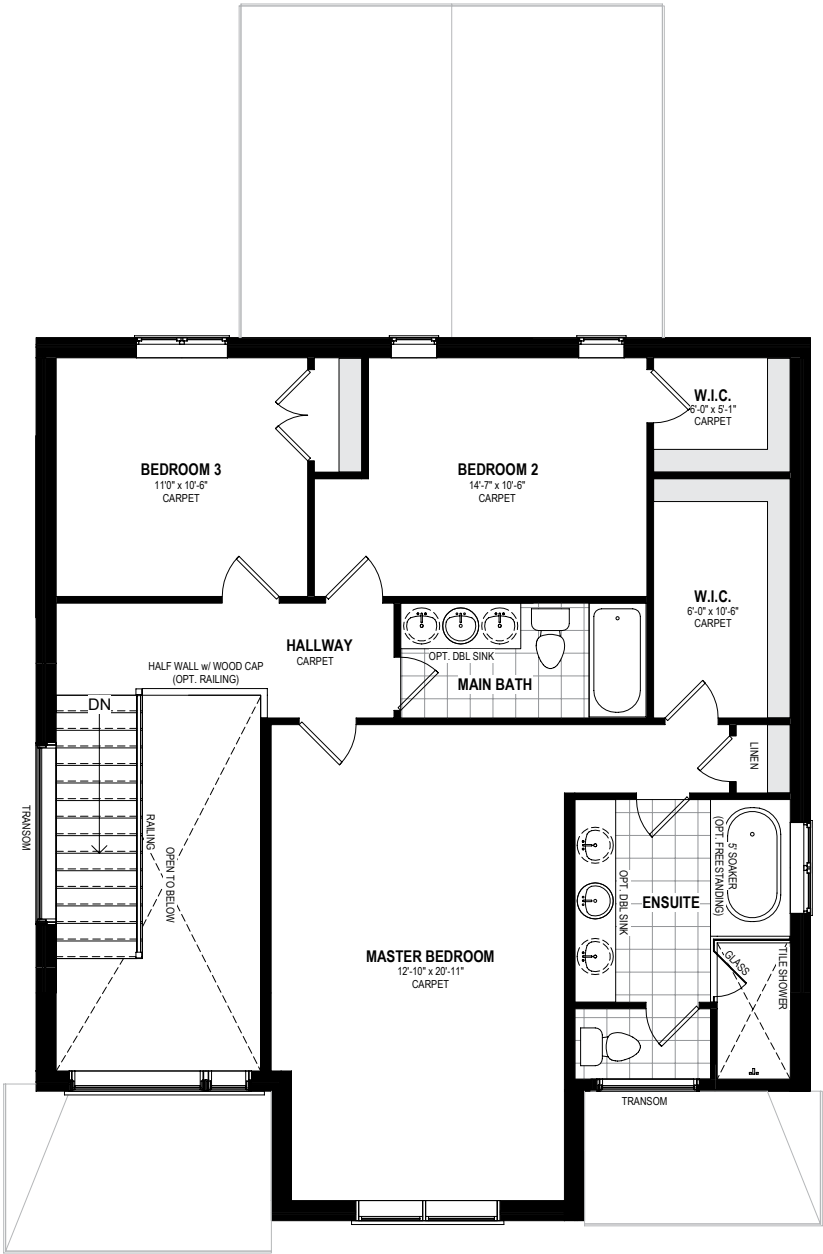 W.I.C.
6'-0" x 5'-1"
CARPET
BEDROOM 3
11'0" x 10'-6"
CARPET
BEDROOM 2
14'-7" x 10'-6"
CARPET
W.I.C.
6'-0" x 10'-6"
CARPET
HALLWAY
CARPET
OPT. DBL SINK
MAIN BATH
HALF WALL w/ WOOD CAP
(OPT. RAILING)
DN
LINEN
TRANSOM
RAILING
OPEN TO BELOW
5' SOAKER
(OPT. FREE STANDING)
OPT. DBL SINK
ENSUITE
MASTER BEDROOM
12'-10" x 20'-11"
CARPET
GLASS
TILE SHOWER
TRANSOM